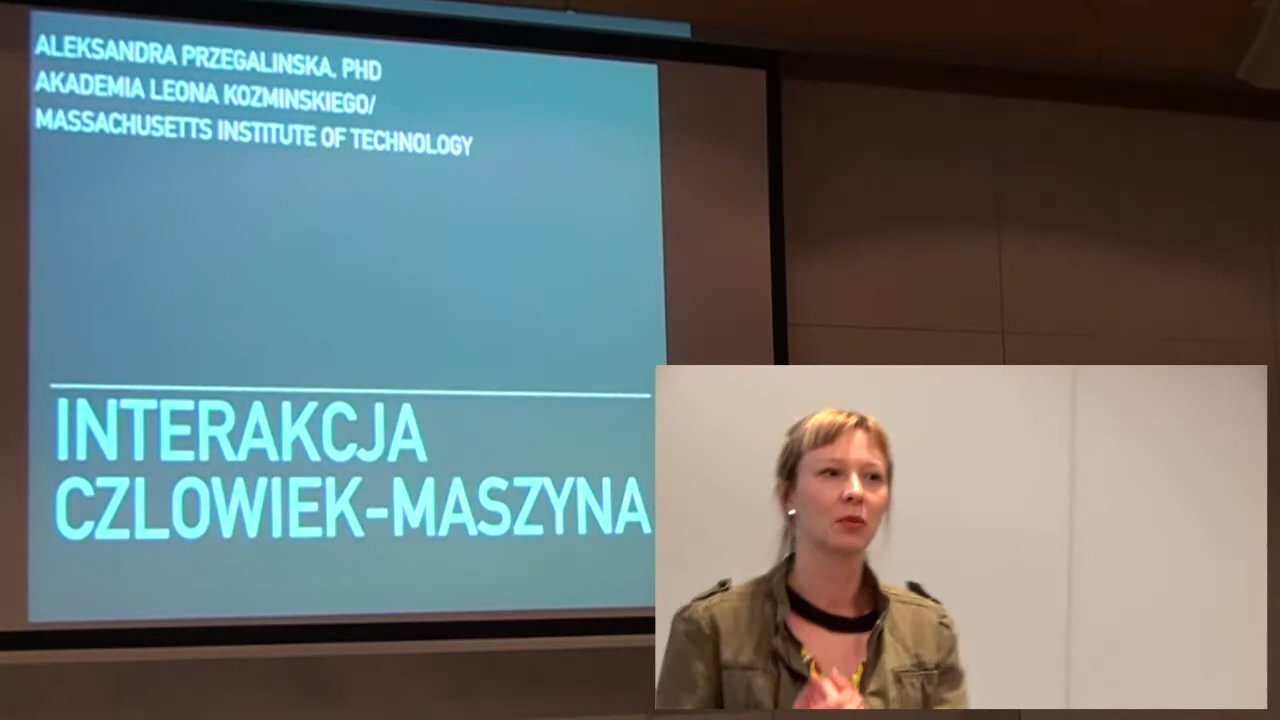 ALEKSANDRA PRZEGALINSKA, PHD
AKADEMIA LEONA KOZMINSKIEGO/
MASSACHUSETTS INSTITUTE OF TECHNOLOGY
INTERAKCJA
CZLOWIEK-MASZYNA